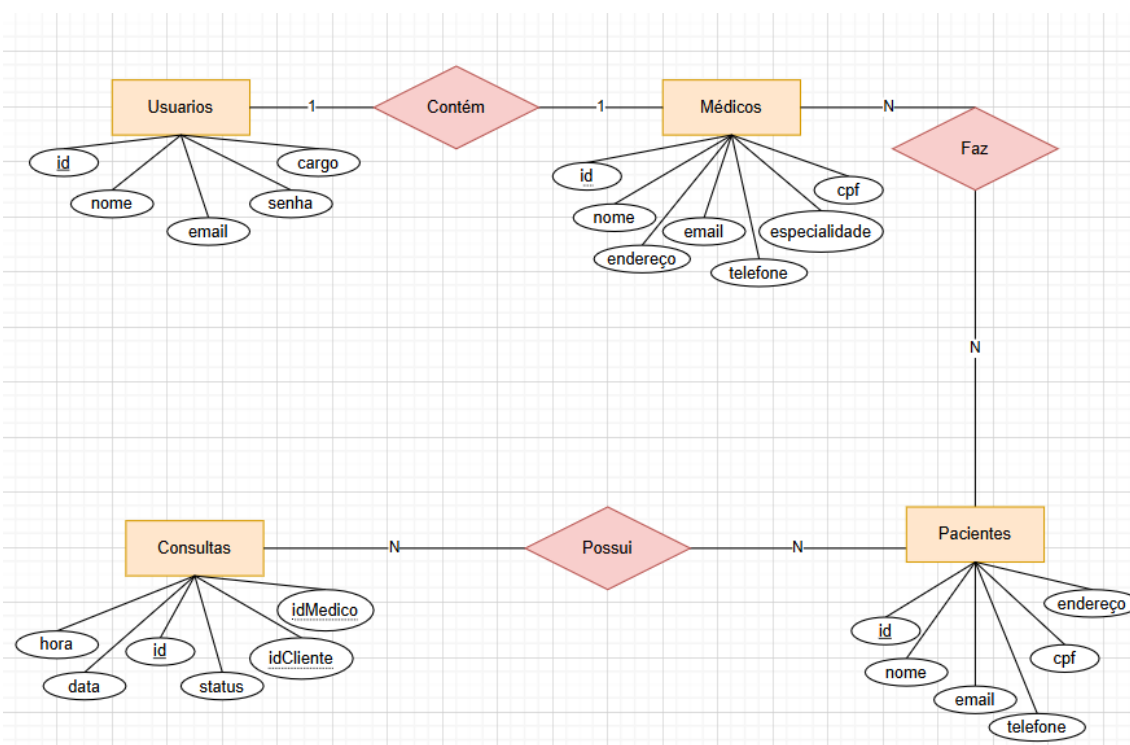 Usuarios
1
Contém
1
Médicos
N
Faz
id
cargo
nome
senha
email
id
cpf
nome
email
especialidade
endereço
telefone
N
Consultas
N
Possui
N
Pacientes
idMedico
hora
id
idCliente
data
status
endereço
id
cpf
nome
email
telefone